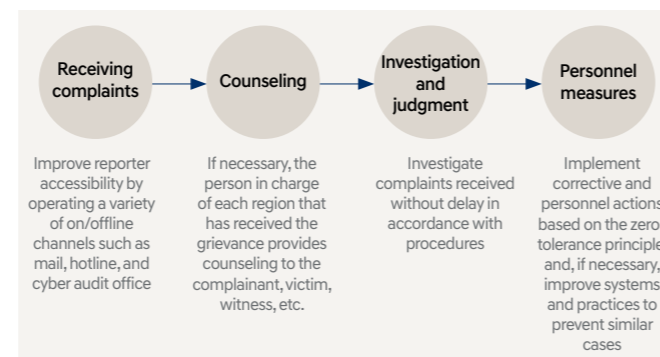 Receiving
complaints
Counseling
Investigation
and
judgment
Personnel
measures
Improve reporter
accessibility by
operating a variety
of on/offline
channels such as
mail, hotline, and
cyber audit office
If necessary, the
person in charge
of each region that
has received the
grievance provides
counseling to the
complainant, victim,
witness, etc.
Investigate
complaints received
without delay in
accordance with
procedures
Implement
corrective and
personnel actions
based on the zero
tolerance principle
and, if necessary,
improve systems
and practices to
prevent similar
cases